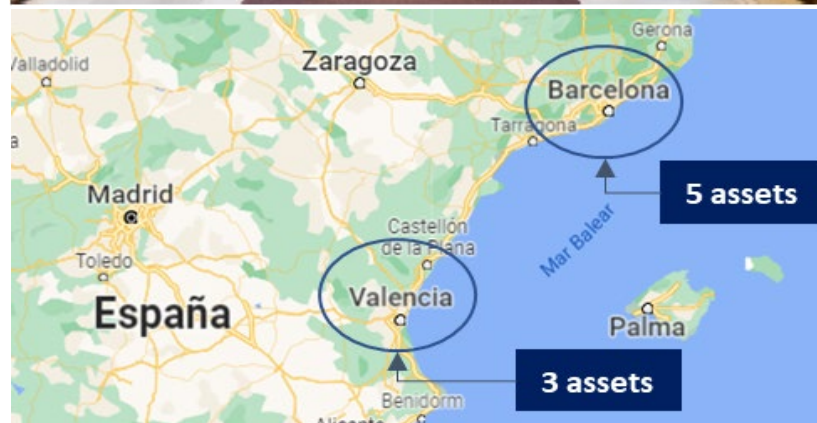 Gerona
Valladolid
Zaragoza
Barcelona
Tarragona
5 assets
Madrid
Mar Balear
Castellón
de la Plana
Toledo
Valencia
España
Palma
3 assets
Benidorm
Alicante